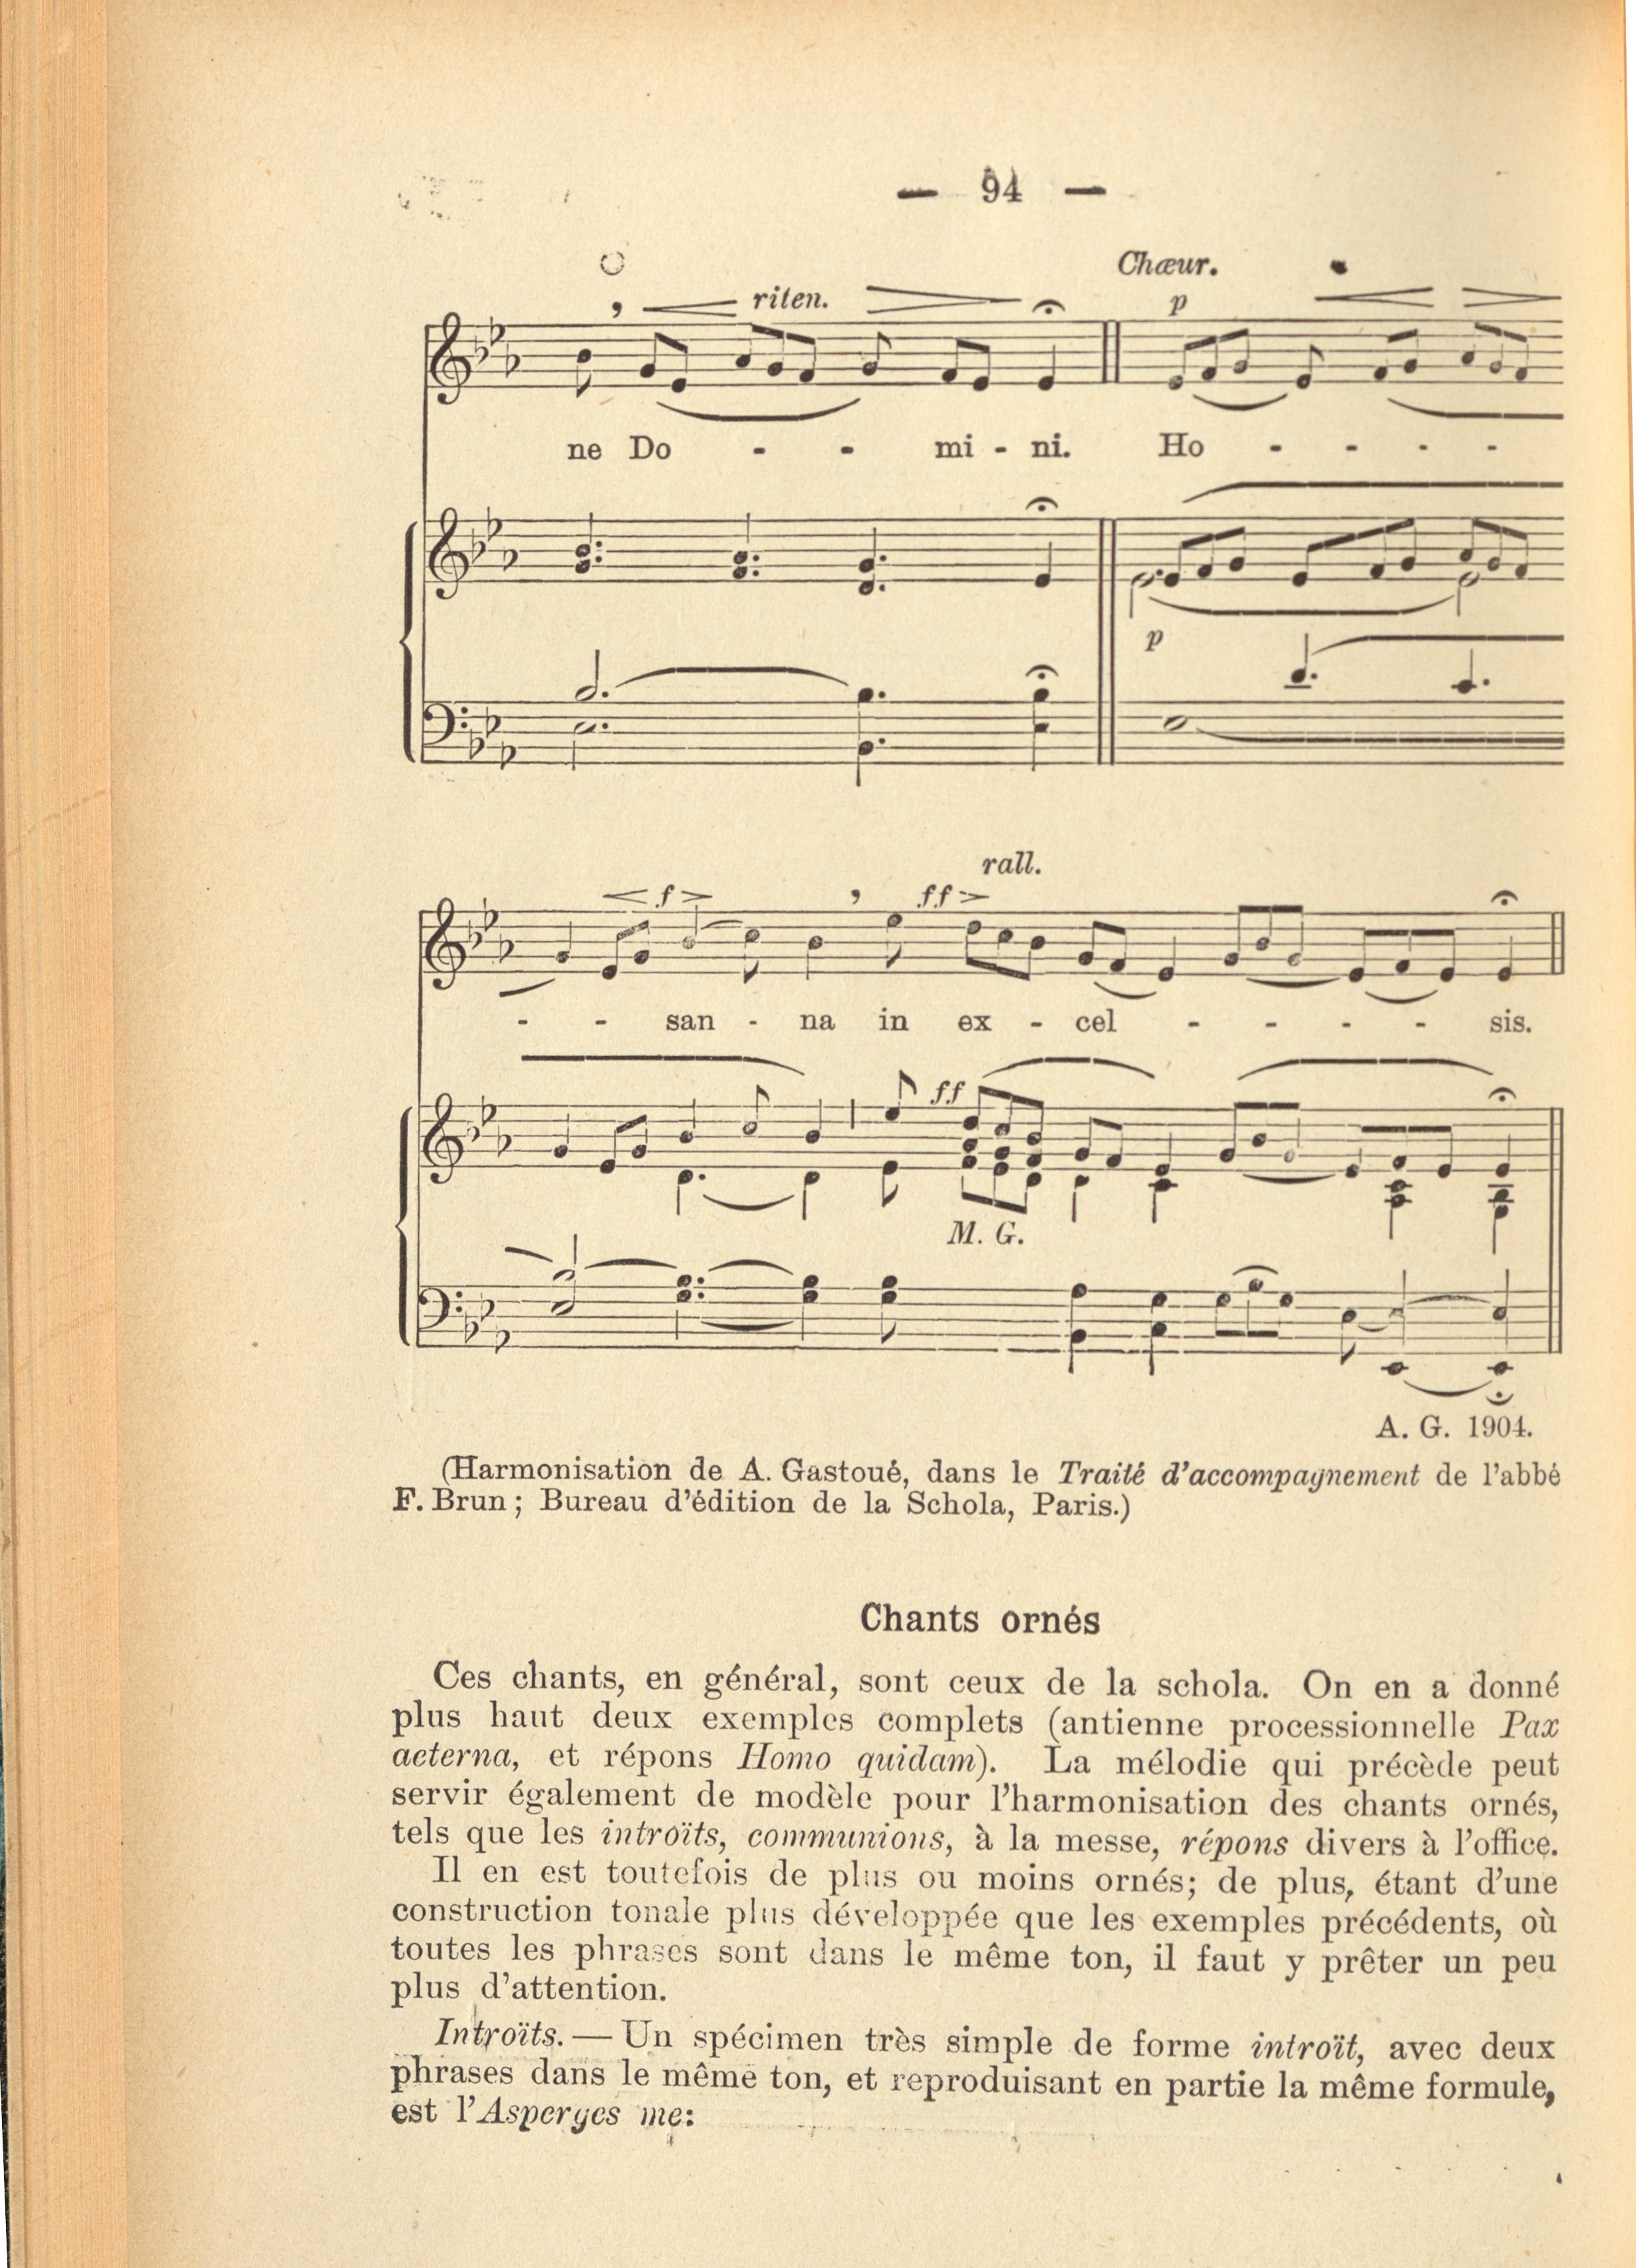 — 94 —
Chœur.
riten. p
ne Do - - mi - ni. Ho - - - -
p
rall.
f ff
- - san - na in ex - cel - - - - sis.
ff
M. G.
A. G. 1904.
(Harmonisation de A. Gastoué, dans le Traité d'accompagnement de l'abbé
F. Brun ; Bureau d'édition de la Schola, Paris.)
Chants ornés
Ces chants, en général, sont ceux de la schola. On en a donné
plus haut deux exemples complets (antienne processionnelle Pax
aeterna, et répons Homo quidam). La mélodie qui précède peut
servir également de modèle pour l'harmonisation des chants ornés,
tels que les introïts, communions, à la messe, répons divers à l'office.
Il en est toutefois de plus ou moins ornés; de plus, étant d'une
construction tonale plus développée que les exemples précédents, où
toutes les phrases sont dans le même ton, il faut y prêter un peu
plus d'attention.
Introïts. — Un spécimen très simple de forme introït, avec deux
phrases dans le même ton, et reproduisant en partie la même formule,
est l'Asperges me: